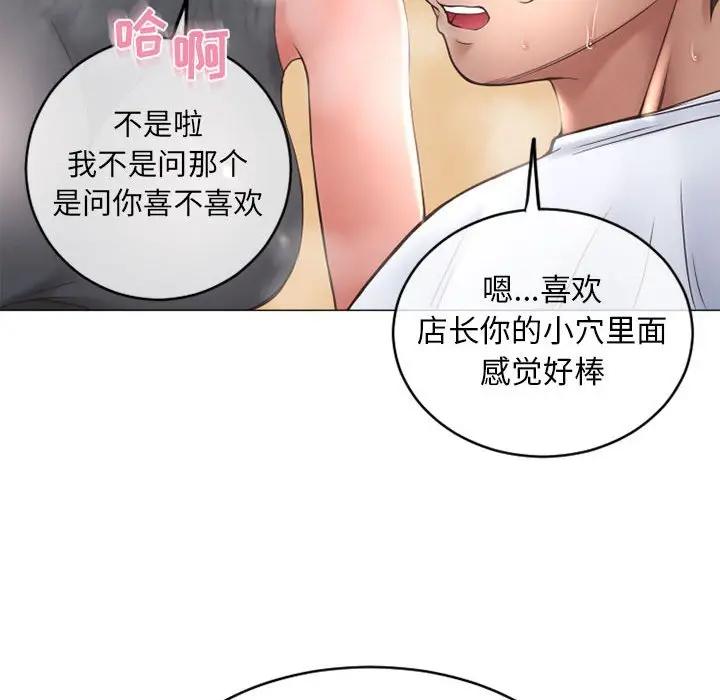 哈啊
不是啦
我不是问那个
是问你喜不喜欢
嗯...喜欢
店长你的小穴里面
感觉好棒